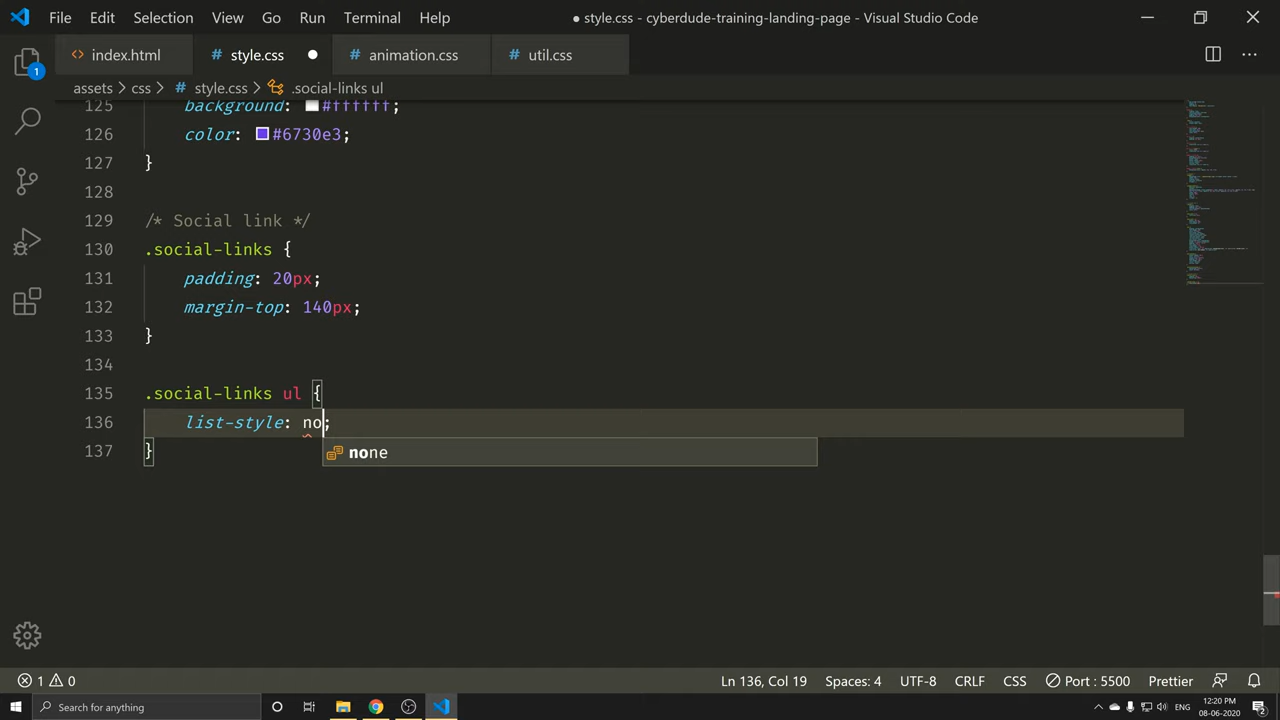 File Edit Selection View Go Run Terminal Help
● style.css - cyberdude-training-landing-page - Visual Studio Code
1
<> index.html # style.css ● # animation.css # util.css ···
assets > css > # style.css > .social-links ul
125 background: #ffffff;
126 color: #6730e3;
127 }
128
129 /* Social link */
130 .social-links {
131 padding: 20px;
132 margin-top: 140px;
133 }
134
135 .social-links ul {
136 list-style: no;
none
137 }
1 0 Ln 136, Col 19 Spaces: 4 UTF-8 CRLF CSS Port : 5500 Prettier
Search for anything ENG 12:20 PM
08-06-2020 2